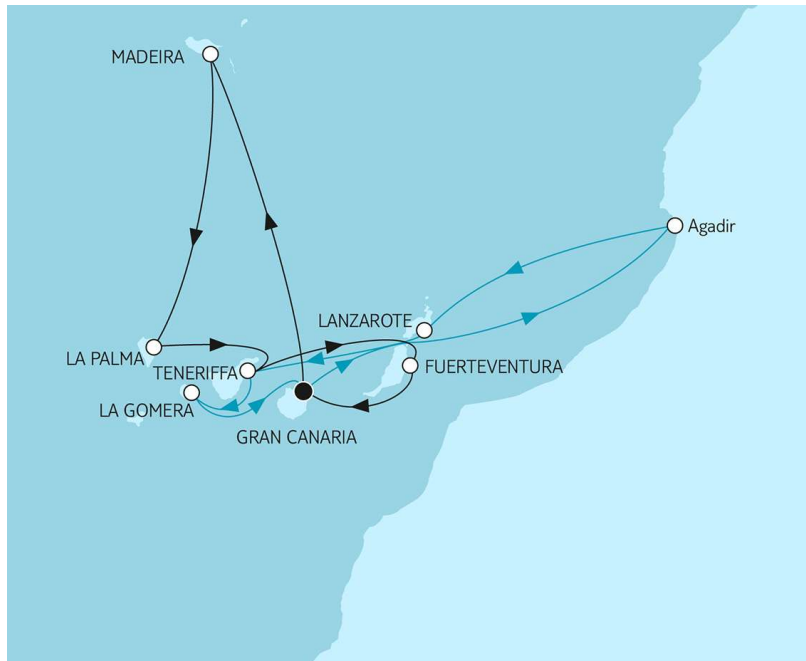 MADEIRA
Agadir
LANZAROTE
LA PALMA
TENERIFFA
FUERTEVENTURA
LA GOMERA
GRAN CANARIA